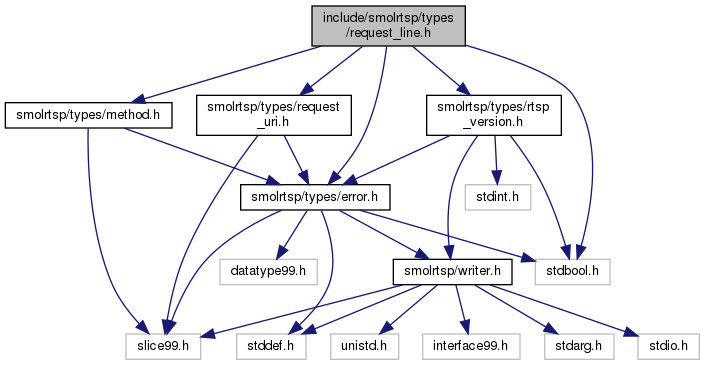 include/smolrtsp/types
/request_line.h
smolrtsp/types/method.h
smolrtsp/types/request
_uri.h
smolrtsp/types/rtsp
_version.h
smolrtsp/types/error.h
stdint.h
datatype99.h
smolrtsp/writer.h
stdbool.h
slice99.h
stddef.h
unistd.h
interface99.h
stdarg.h
stdio.h